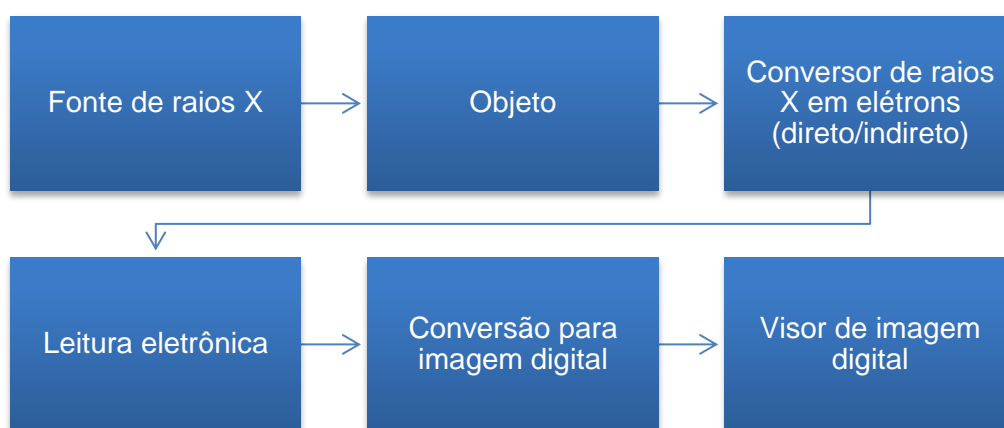 Fonte de raios X
Objeto
Conversor de raios
X em elétrons
(direto/indireto)
Leitura eletrônica
Conversão para
imagem digital
Visor de imagem
digital